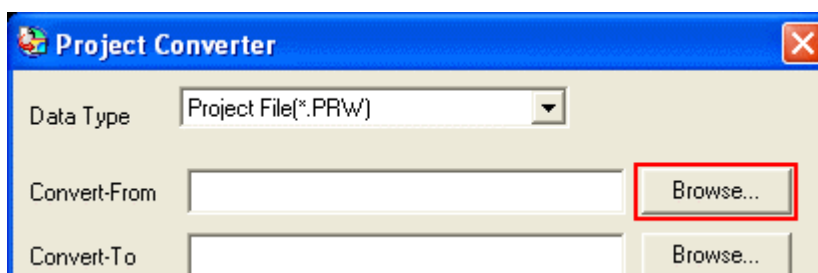 Project Converter
Data Type Project File(*.PRW)
Convert-From Browse...
Convert-To Browse...